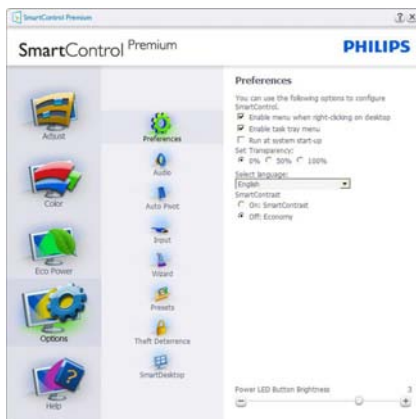 SmartControl Premium
SmartControl Premium
PHILIPS
Adjust
Color
Eco Power
Options
Help
Preferences
Audio
Auto Pivot
Input
Wizard
Presets
Theft Deterrence
SmartDesktop
Preferences
You can use the following options to configure
SmartControl.
Enable menu when right-clicking on desktop
Enable task tray menu
Run at system start-up
Set Transparency:
0% 50% 100%
Select language:
English
SmartContrast
On: SmartContrast
Off: Economy
Power LED Button Brightness 3